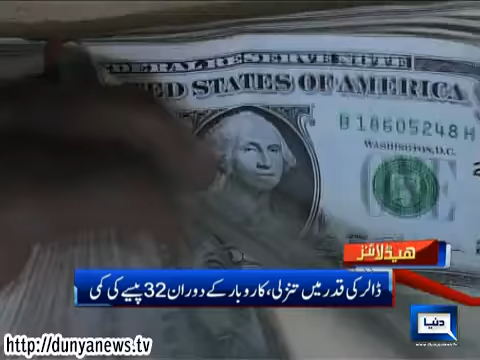 FEDERAL RESERVE NOTE
STATES OF AMERICA
B 18605248 H
WASHINGTON, D.C.
ہیڈلائنز
ڈالر کی قدر میں تنزلی، کاروبار کے دوران 32 پیسے کی کمی
دنیا
http://dunyanews.tv